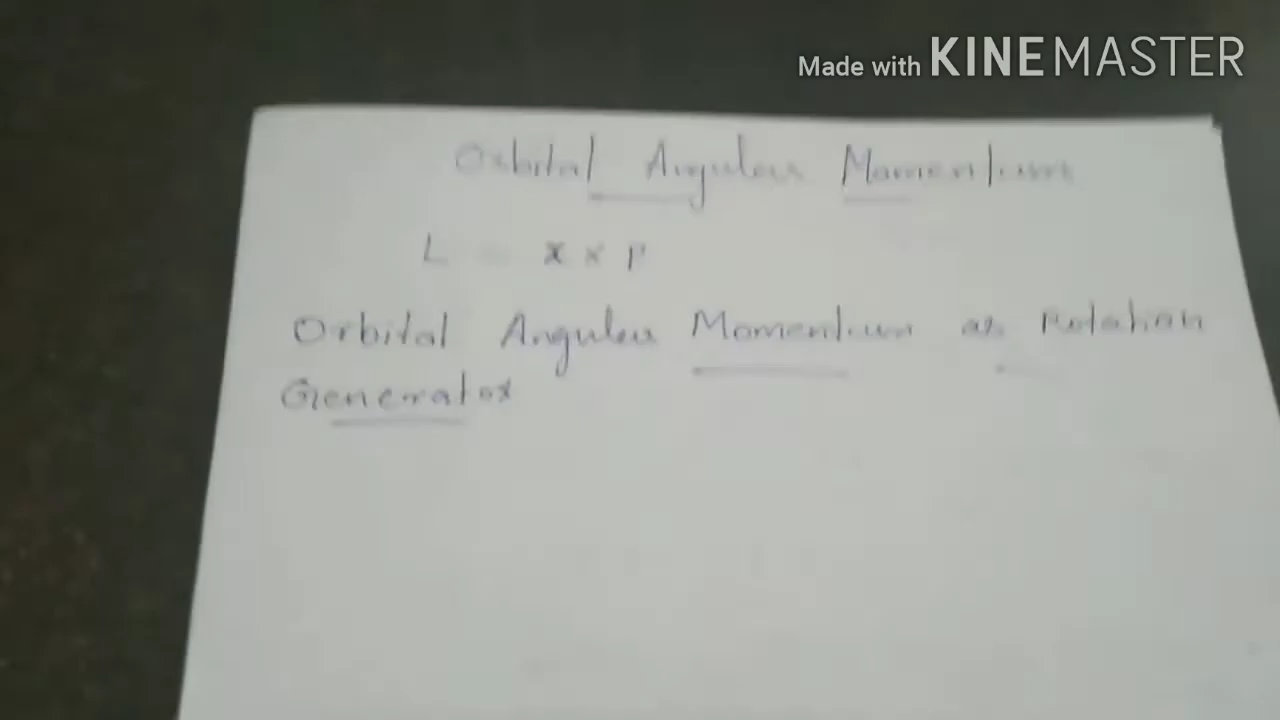 Made with KINEMASTER
Orbital Angular Momentum
L = x × p
Orbital Angular Momentum as Rotation
Generator